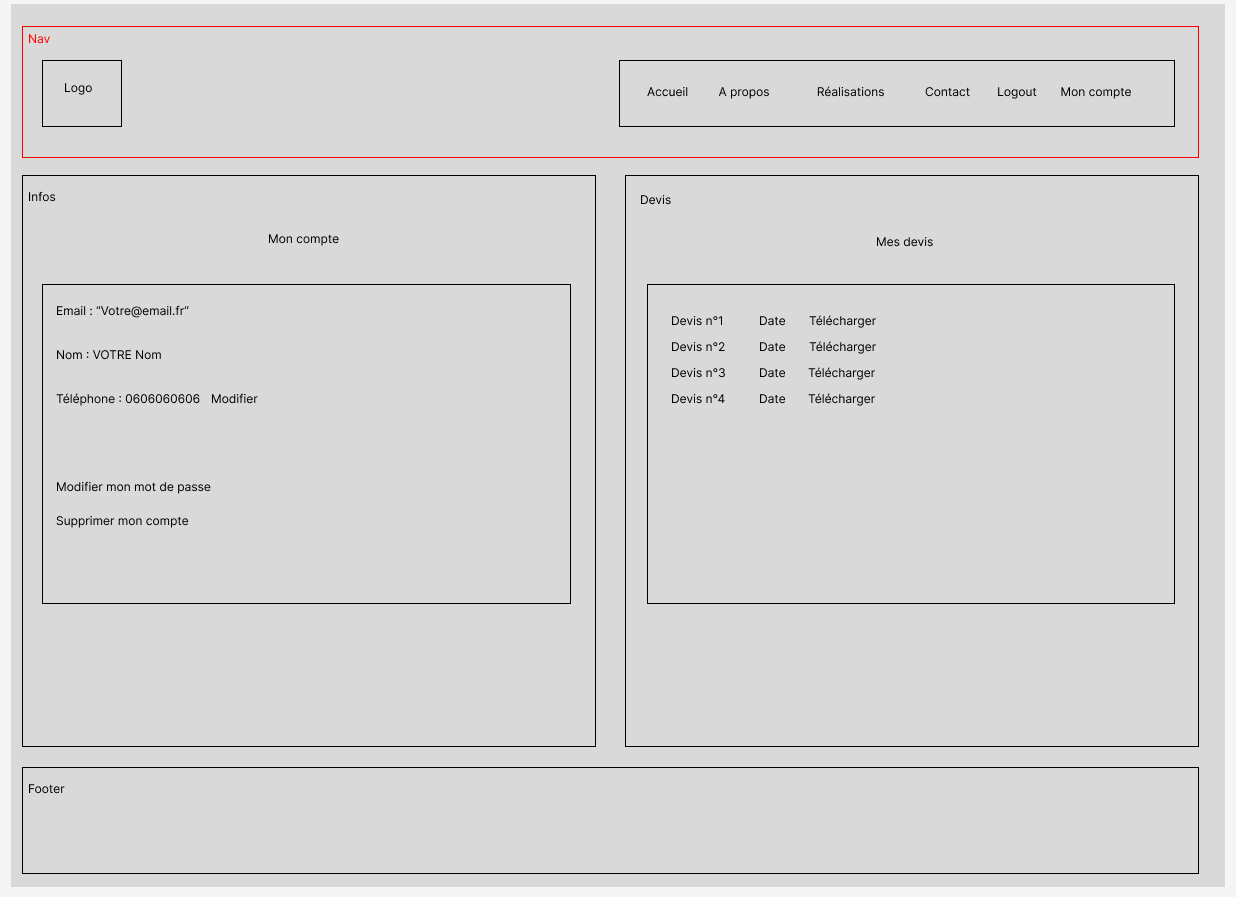 Nav
Logo
Accueil A propos Réalisations Contact Logout Mon compte
Infos
Mon compte
Email : “Votre@email.fr”
Nom : VOTRE Nom
Téléphone : 0606060606 Modifier
Modifier mon mot de passe
Supprimer mon compte
Devis
Mes devis
Devis n°1 Date Télécharger
Devis n°2 Date Télécharger
Devis n°3 Date Télécharger
Devis n°4 Date Télécharger
Footer